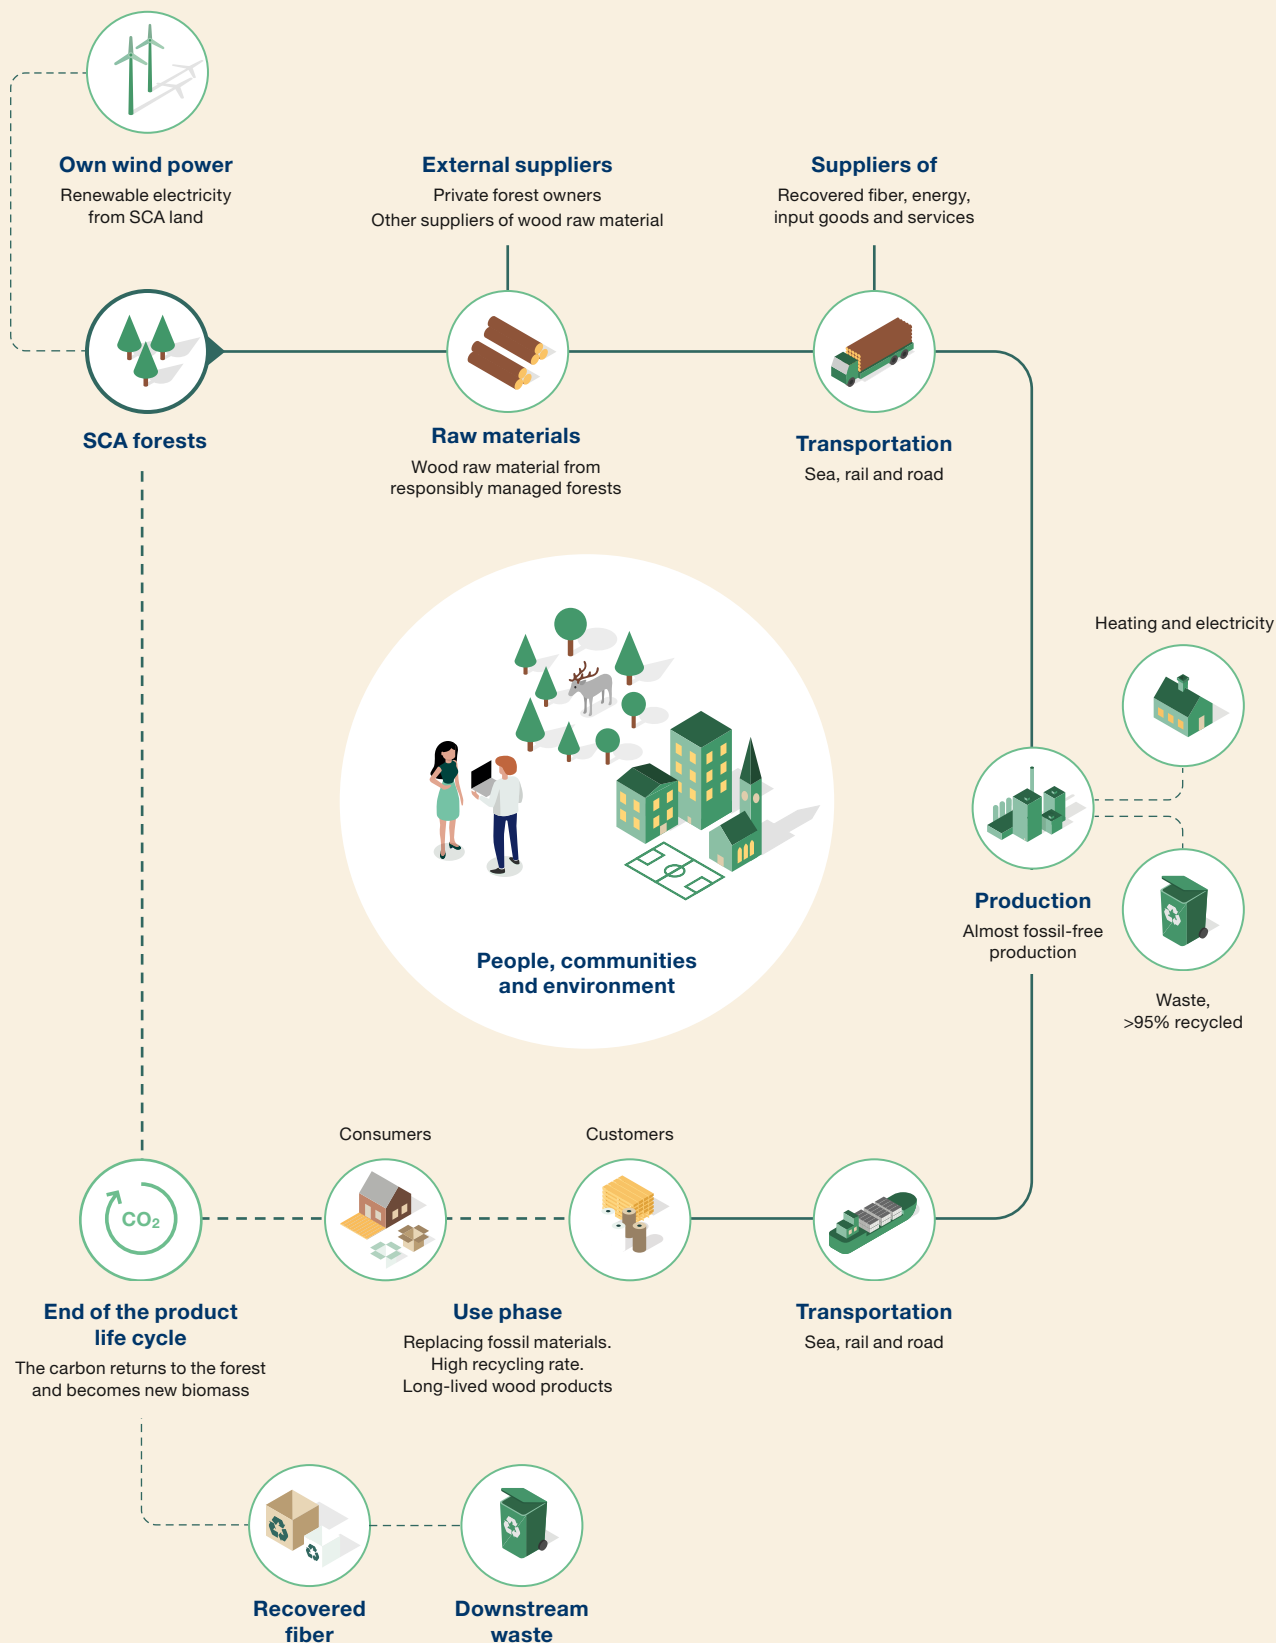 Own wind power
Renewable electricity
from SCA land
External suppliers
Private forest owners
Other suppliers of wood raw material
Suppliers of
Recovered fiber, energy,
input goods and services
SCA forests
Raw materials
Wood raw material from
responsibly managed forests
Transportation
Sea, rail and road
Heating and electricity
Production
Almost fossil-free
production
Waste,
>95% recycled
People, communities
and environment
Consumers
Customers
CO₂
End of the product
life cycle
The carbon returns to the forest
and becomes new biomass
Use phase
Replacing fossil materials.
High recycling rate.
Long-lived wood products
Transportation
Sea, rail and road
Recovered
fiber
Downstream
waste